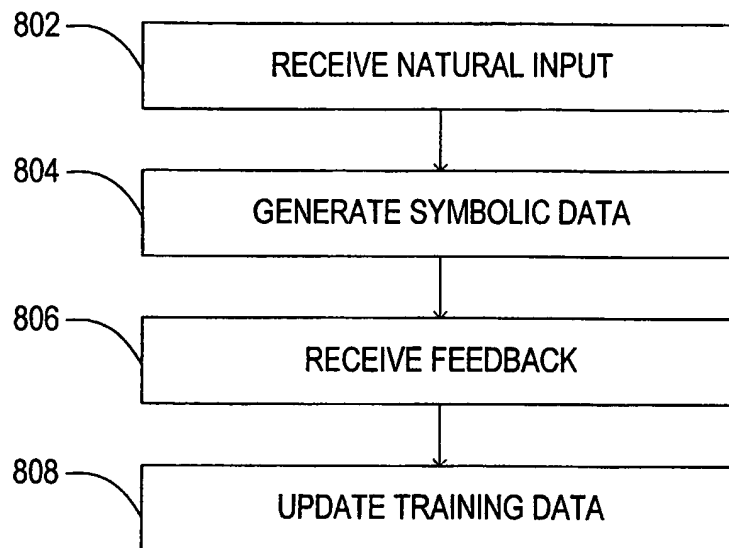 802
RECEIVE NATURAL INPUT
804
GENERATE SYMBOLIC DATA
806
RECEIVE FEEDBACK
808
UPDATE TRAINING DATA